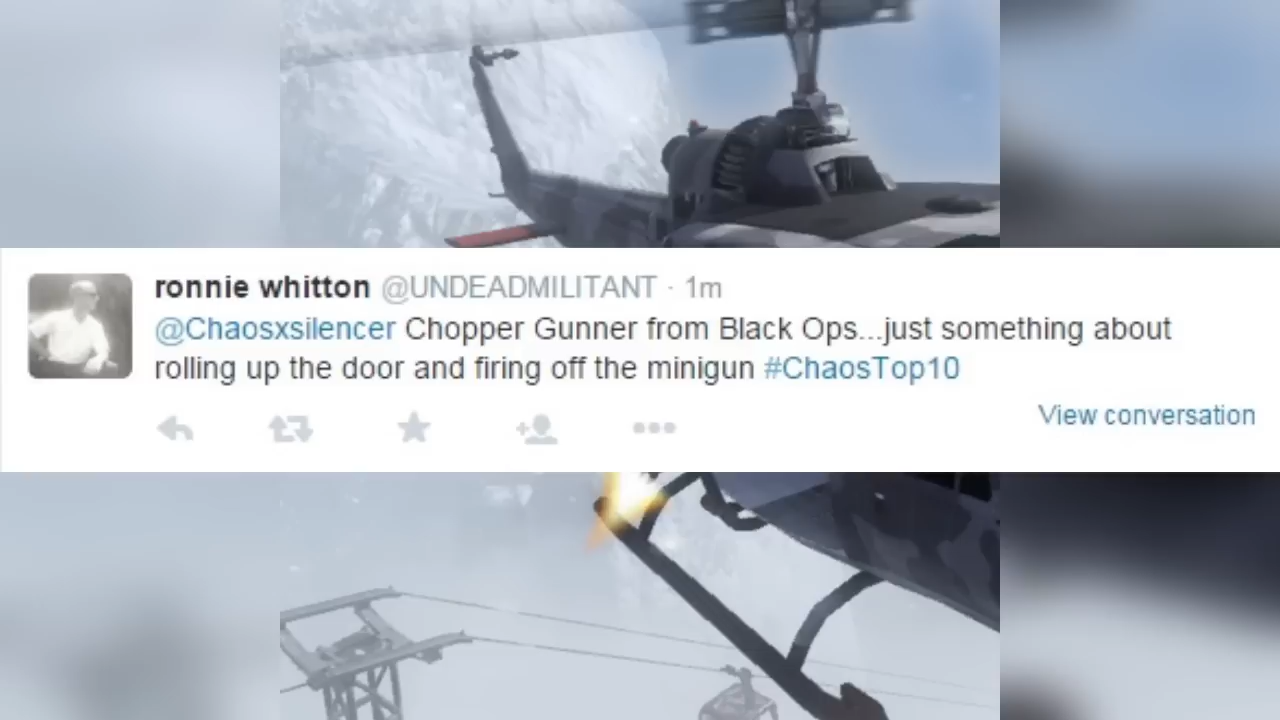 ronnie whitton @UNDEADMILITANT · 1m
@Chaosxsilencer Chopper Gunner from Black Ops...just something about
rolling up the door and firing off the minigun #ChaosTop10
View conversation